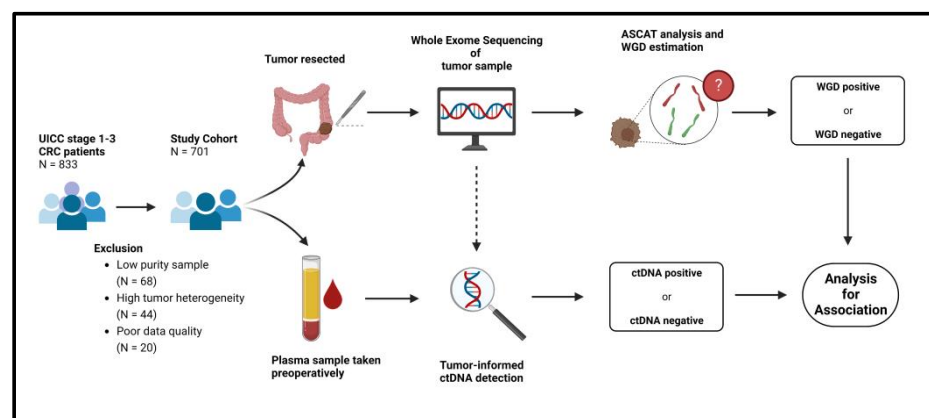 UICC stage 1-3
CRC patients
N = 833
Study Cohort
N = 701
Exclusion
• Low purity sample
(N = 68)
• High tumor heterogeneity
(N = 44)
• Poor data quality
(N = 20)
Tumor resected
Whole Exome Sequencing
of
tumor sample
ASCAT analysis and
WGD estimation
?
WGD positive
or
WGD negative
Plasma sample taken
preoperatively
Tumor-informed
ctDNA detection
ctDNA positive
or
ctDNA negative
Analysis
for
Association